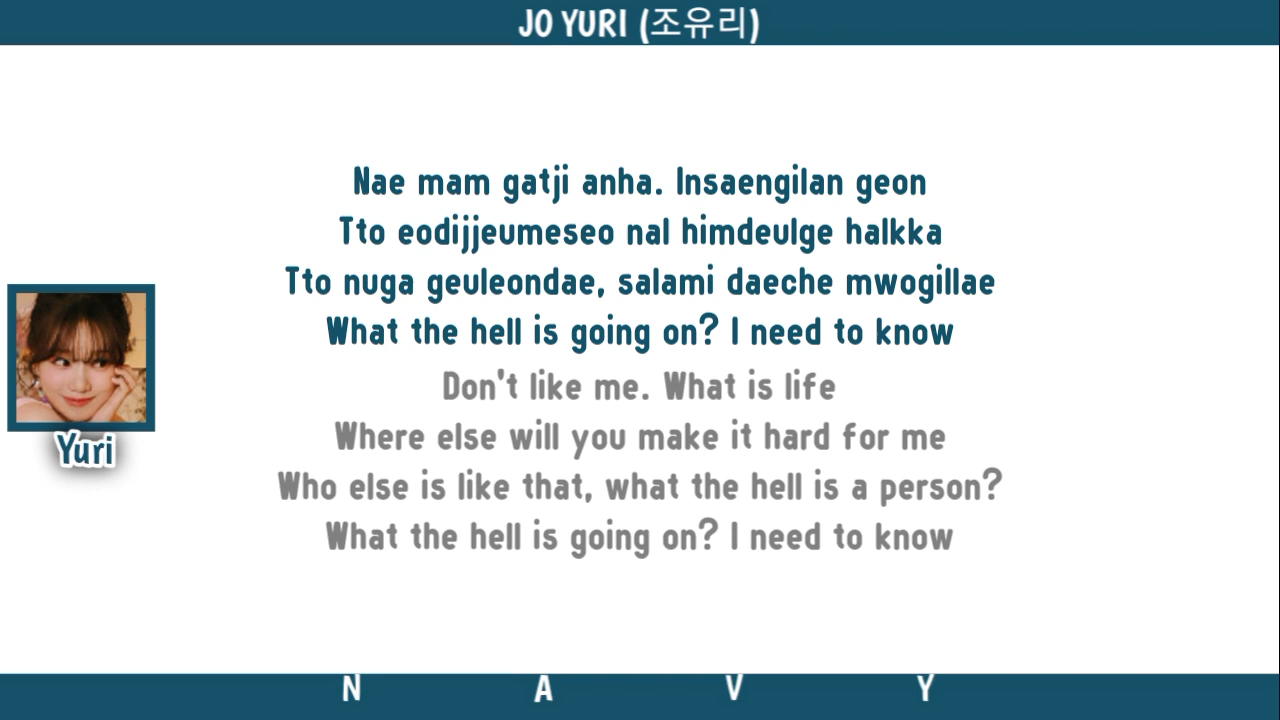 JO YURI (조유리)
Nae mam gatji anha. Insaengilan geon
Tto eodijjeumeseo nal himdeulge halkka
Tto nuga geuleondae, salami daeche mwogillae
What the hell is going on? I need to know
Don't like me. What is life
Where else will you make it hard for me
Who else is like that, what the hell is a person?
What the hell is going on? I need to know
Yuri
N A V Y